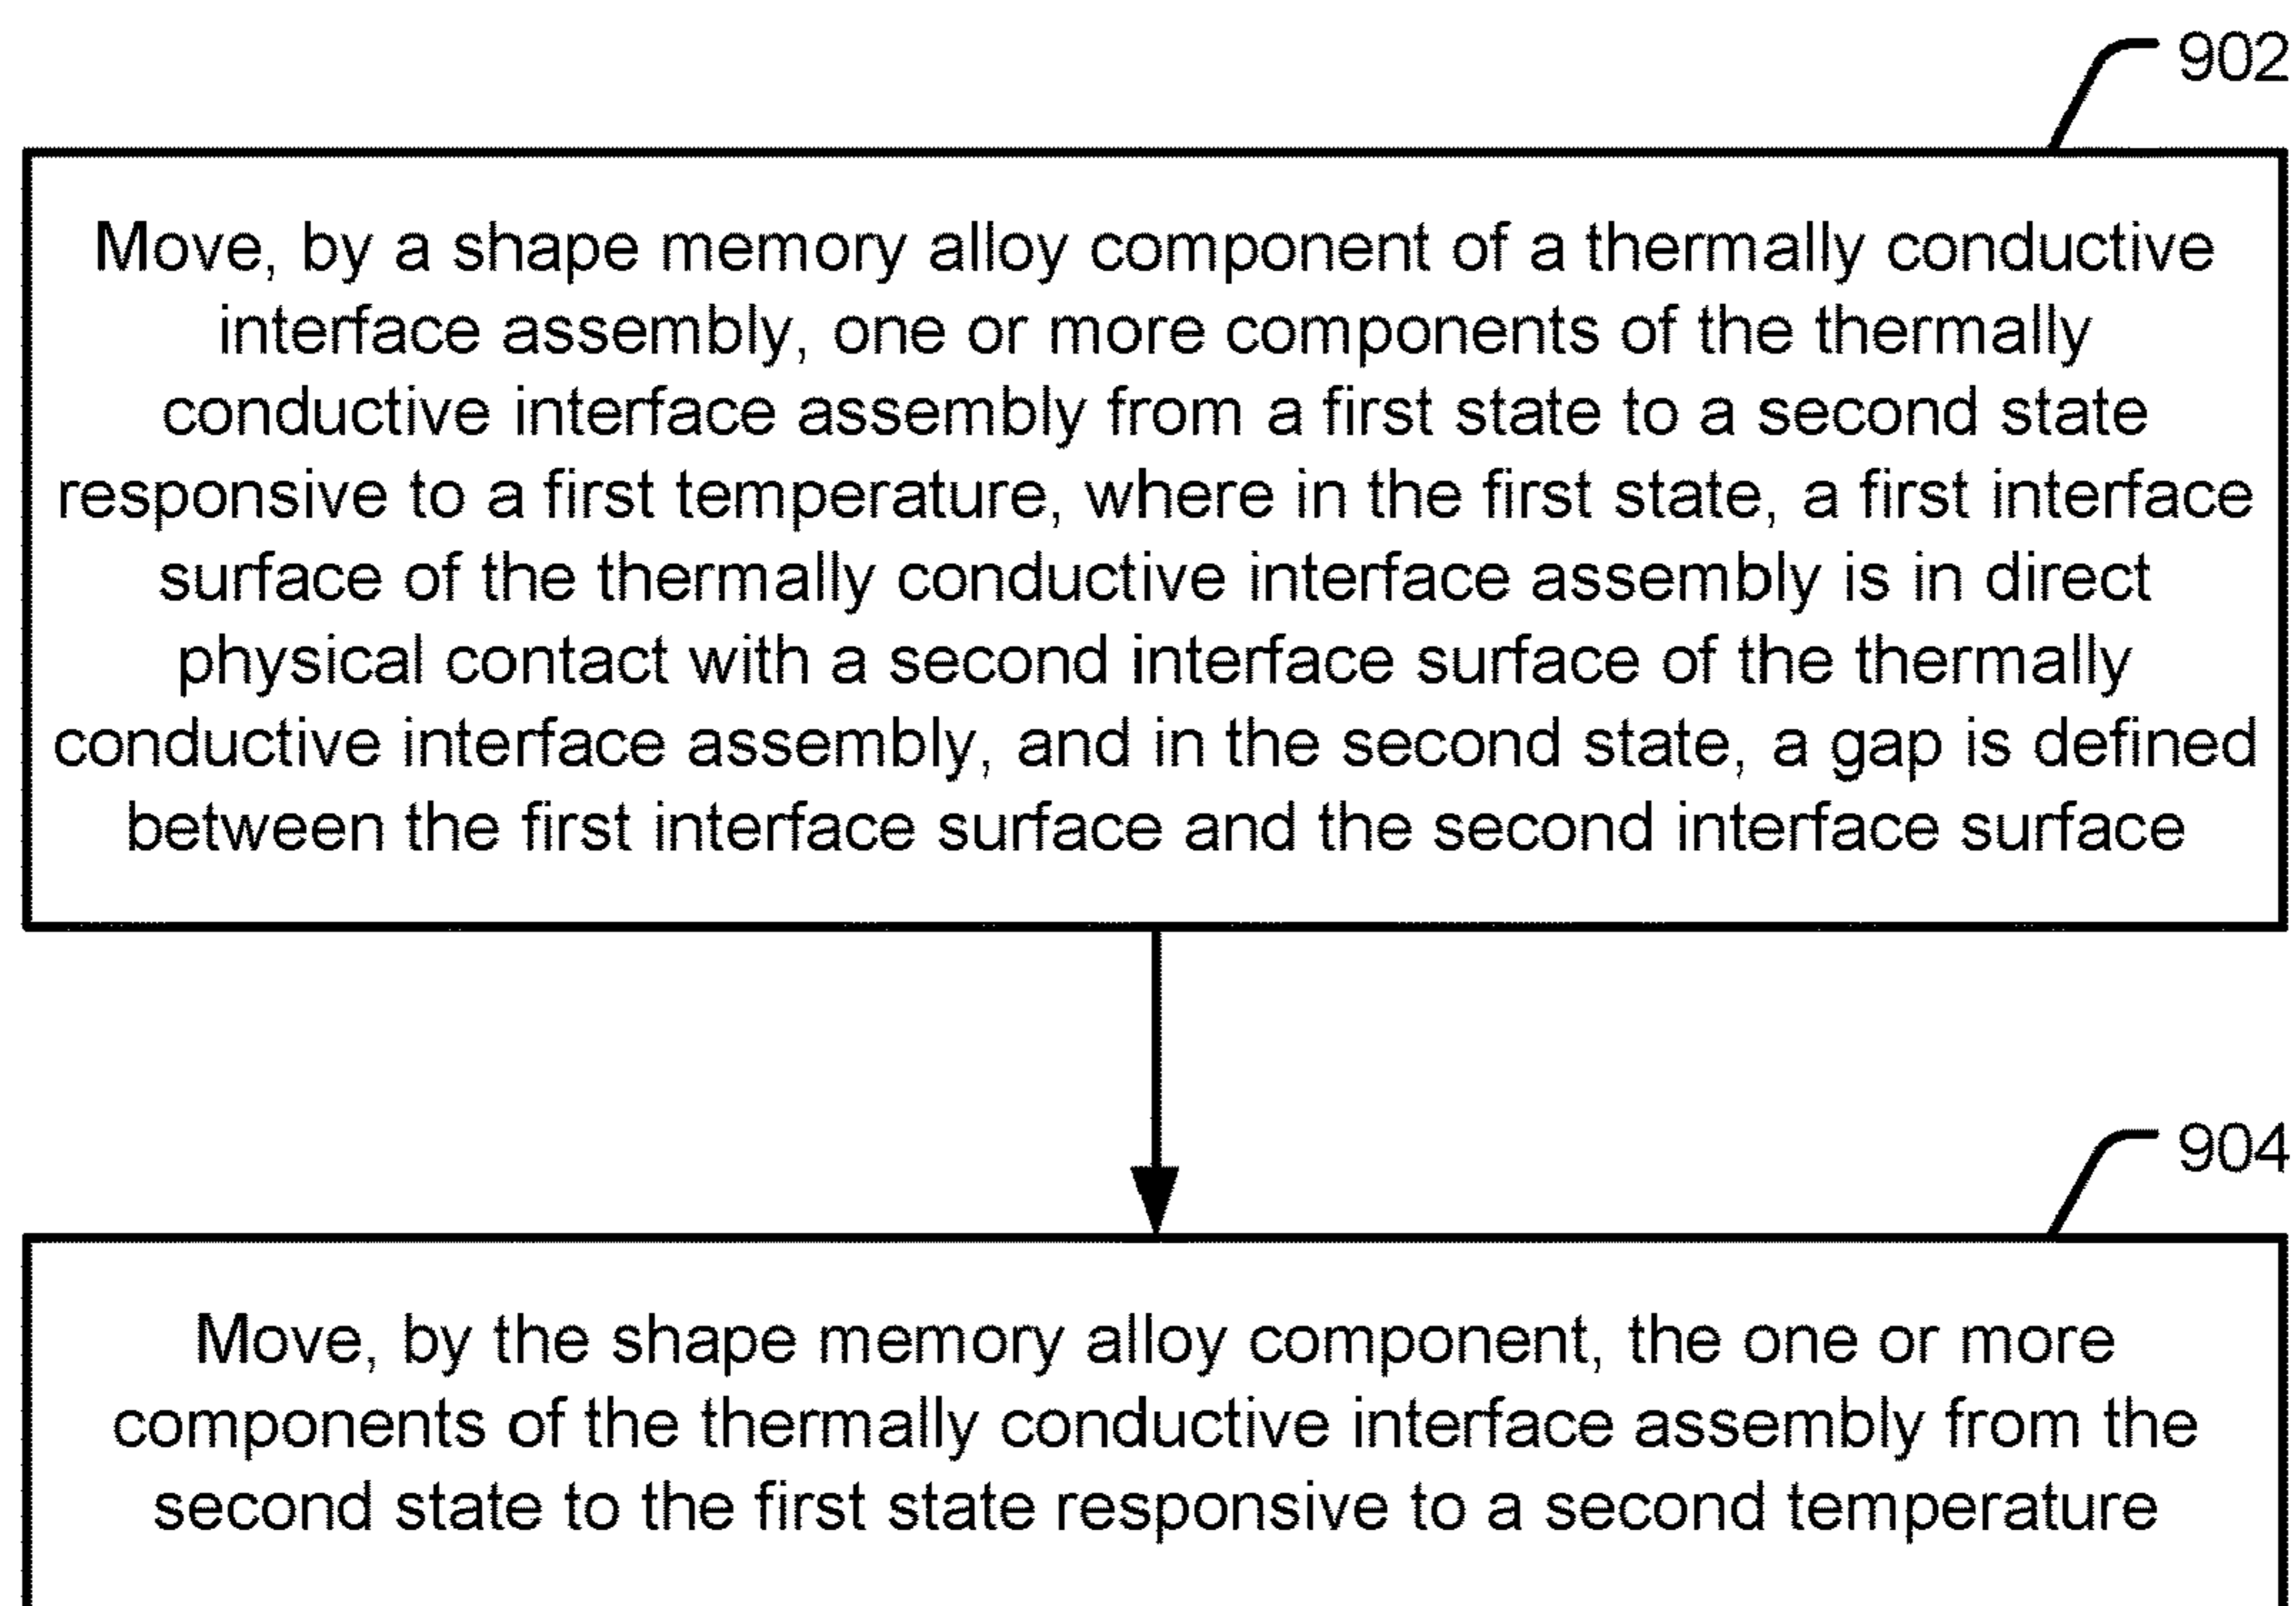 902
Move, by a shape memory alloy component of a thermally conductive
interface assembly, one or more components of the thermally
conductive interface assembly from a first state to a second state
responsive to a first temperature, where in the first state, a first interface
surface of the thermally conductive interface assembly is in direct
physical contact with a second interface surface of the thermally
conductive interface assembly, and in the second state, a gap is defined
between the first interface surface and the second interface surface
904
Move, by the shape memory alloy component, the one or more
components of the thermally conductive interface assembly from the
second state to the first state responsive to a second temperature